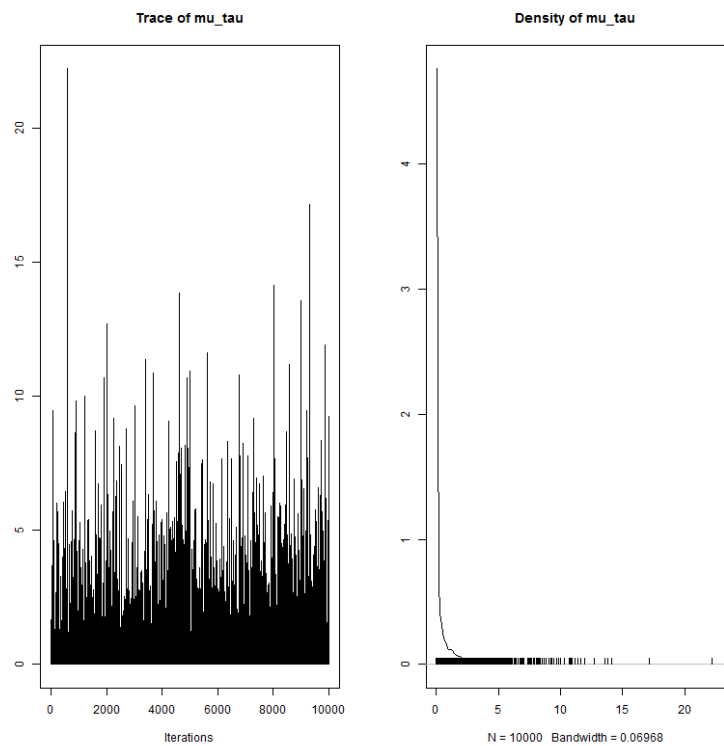 Trace of mu_tau
20
15
10
5
0
0 2000 4000 6000 8000 10000
Iterations
Density of mu_tau
4
3
2
1
0
0 5 10 15 20
N = 10000 Bandwidth = 0.06968